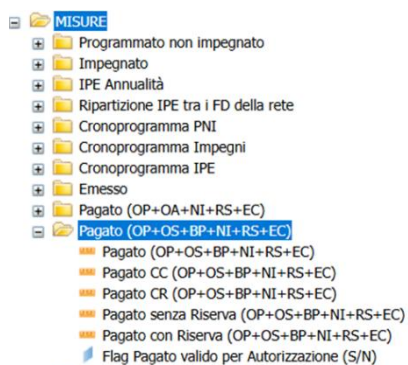 MISURE
Programmato non impegnato
Impegnato
IPE Annualità
Ripartizione IPE tra i FD della rete
Cronoprogramma PNI
Cronoprogramma Impegni
Cronoprogramma IPE
Emesso
Pagato (OP+OA+NI+RS+EC)
Pagato (OP+OS+BP+NI+RS+EC)
Pagato (OP+OS+BP+NI+RS+EC)
Pagato CC (OP+OS+BP+NI+RS+EC)
Pagato CR (OP+OS+BP+NI+RS+EC)
Pagato senza Riserva (OP+OS+BP+NI+RS+EC)
Pagato con Riserva (OP+OS+BP+NI+RS+EC)
Flag Pagato valido per Autorizzazione (S/N)